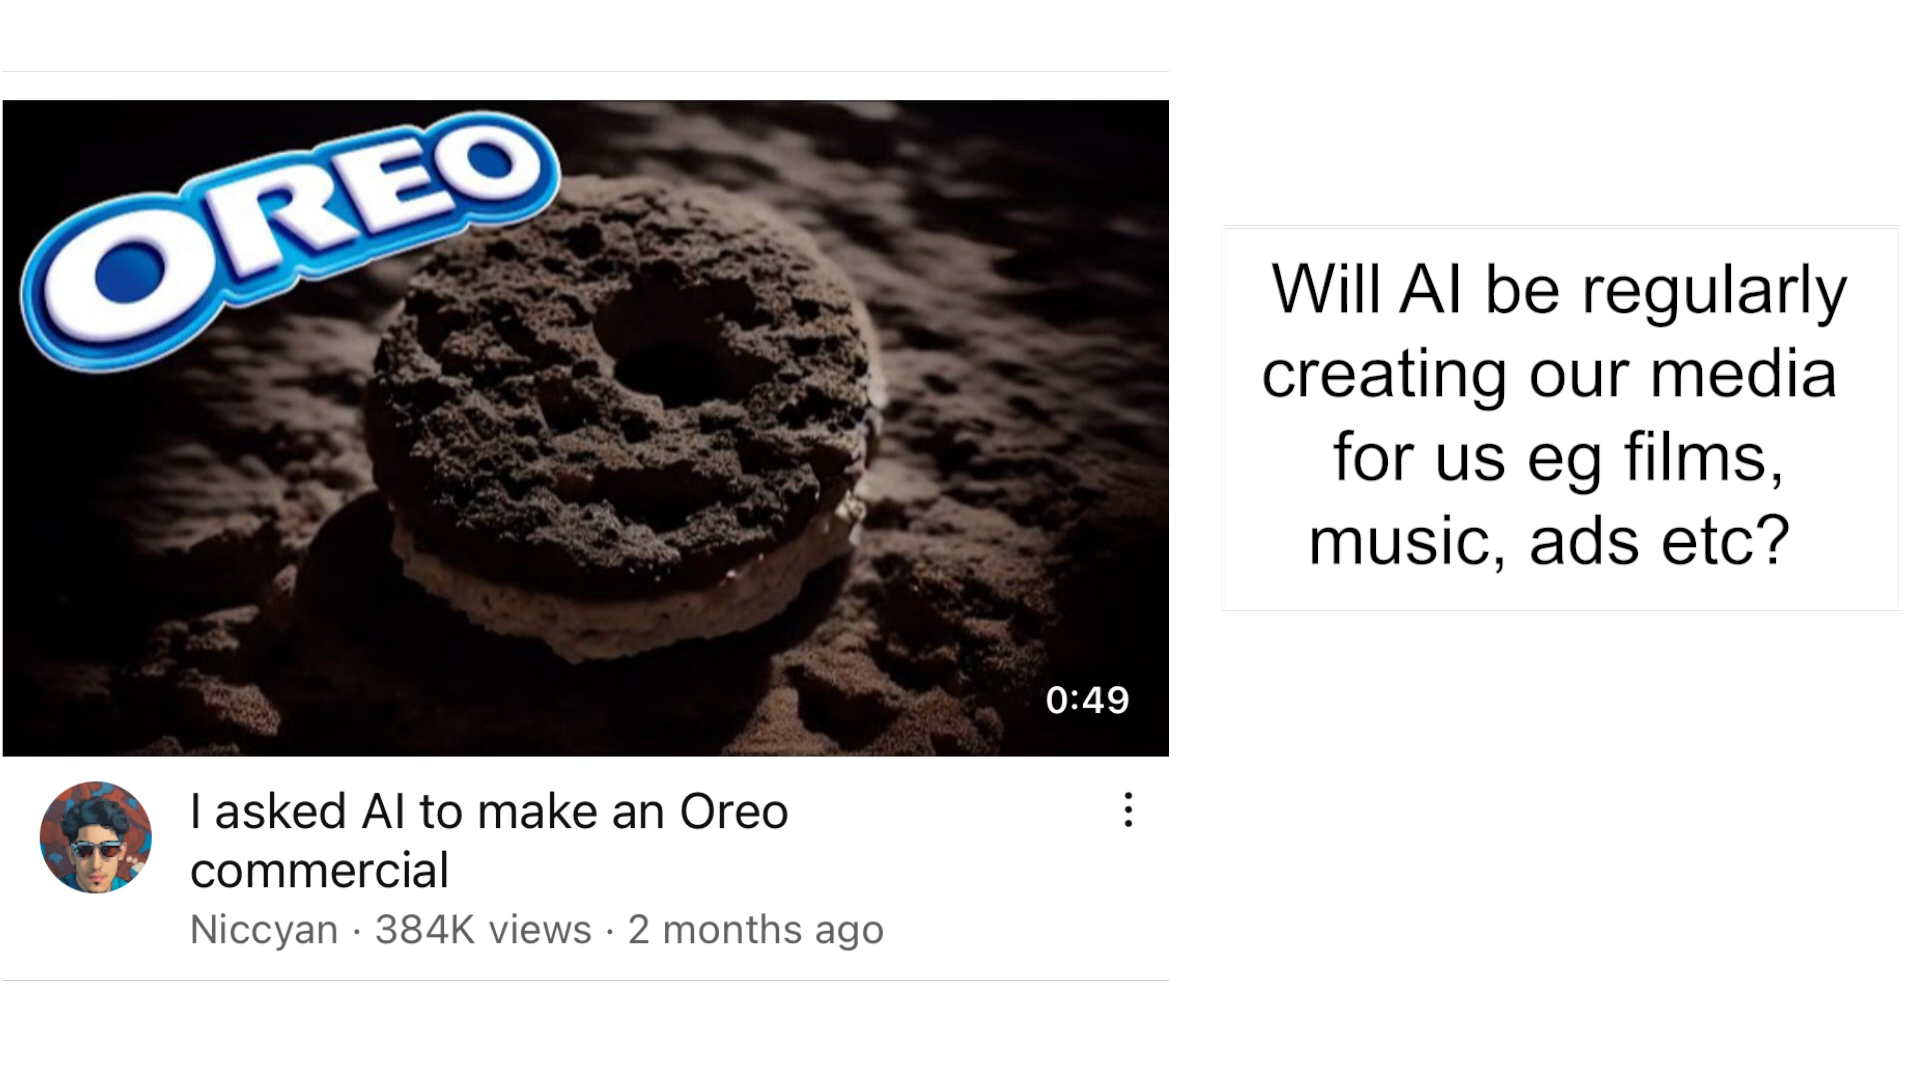 OREO
0:49
I asked AI to make an Oreo
commercial
Niccyan · 384K views · 2 months ago
Will AI be regularly
creating our media
for us eg films,
music, ads etc?